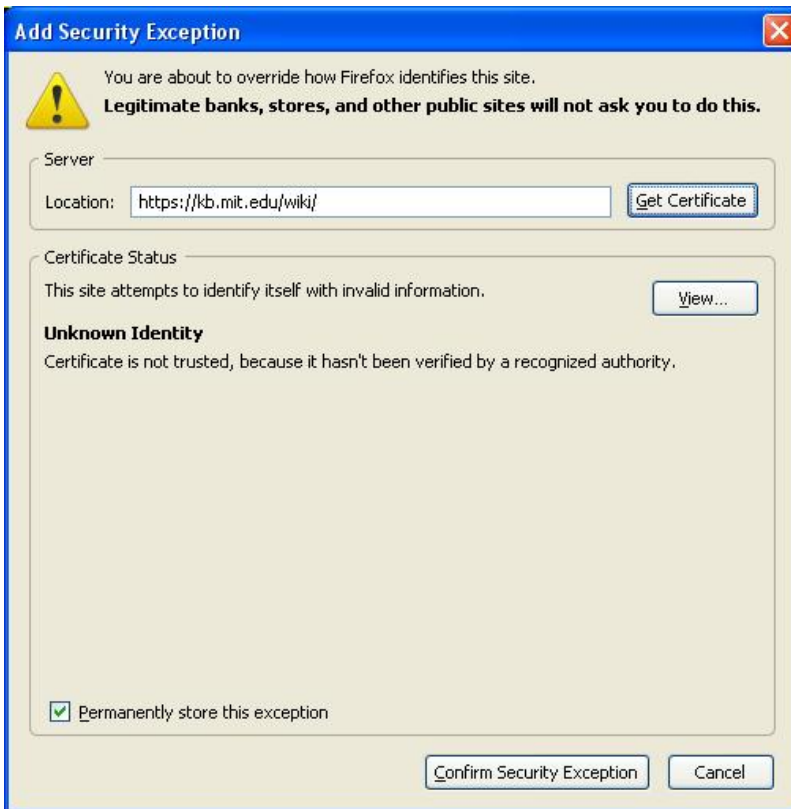 Add Security Exception
You are about to override how Firefox identifies this site.
Legitimate banks, stores, and other public sites will not ask you to do this.
Server
Location: https://kb.mit.edu/wiki/ Get Certificate
Certificate Status
This site attempts to identify itself with invalid information. View...
Unknown Identity
Certificate is not trusted, because it hasn't been verified by a recognized authority.
Permanently store this exception
Confirm Security Exception Cancel